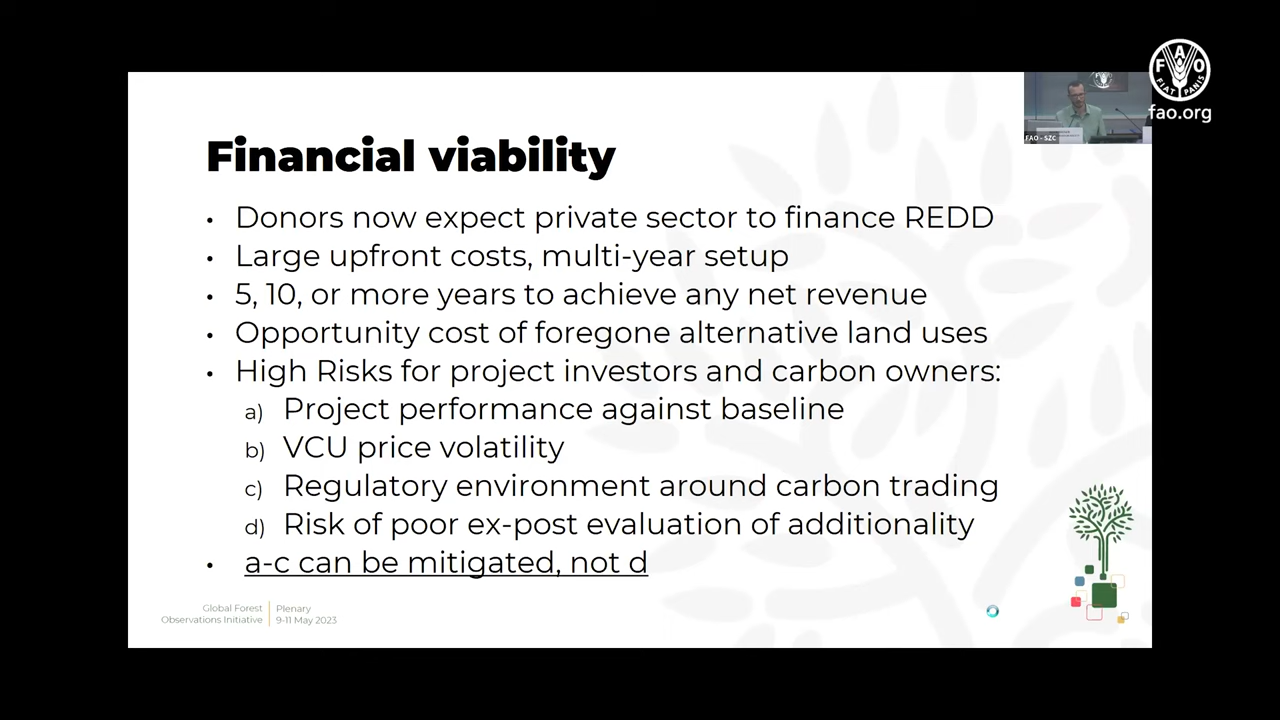 FAO
FIAT PANIS
fao.org
FAO - SZC
Financial viability
• Donors now expect private sector to finance REDD
• Large upfront costs, multi-year setup
• 5, 10, or more years to achieve any net revenue
• Opportunity cost of foregone alternative land uses
• High Risks for project investors and carbon owners:
a) Project performance against baseline
b) VCU price volatility
c) Regulatory environment around carbon trading
d) Risk of poor ex-post evaluation of additionality
• a-c can be mitigated, not d
Global Forest
Observations Initiative
Plenary
9-11 May 2023